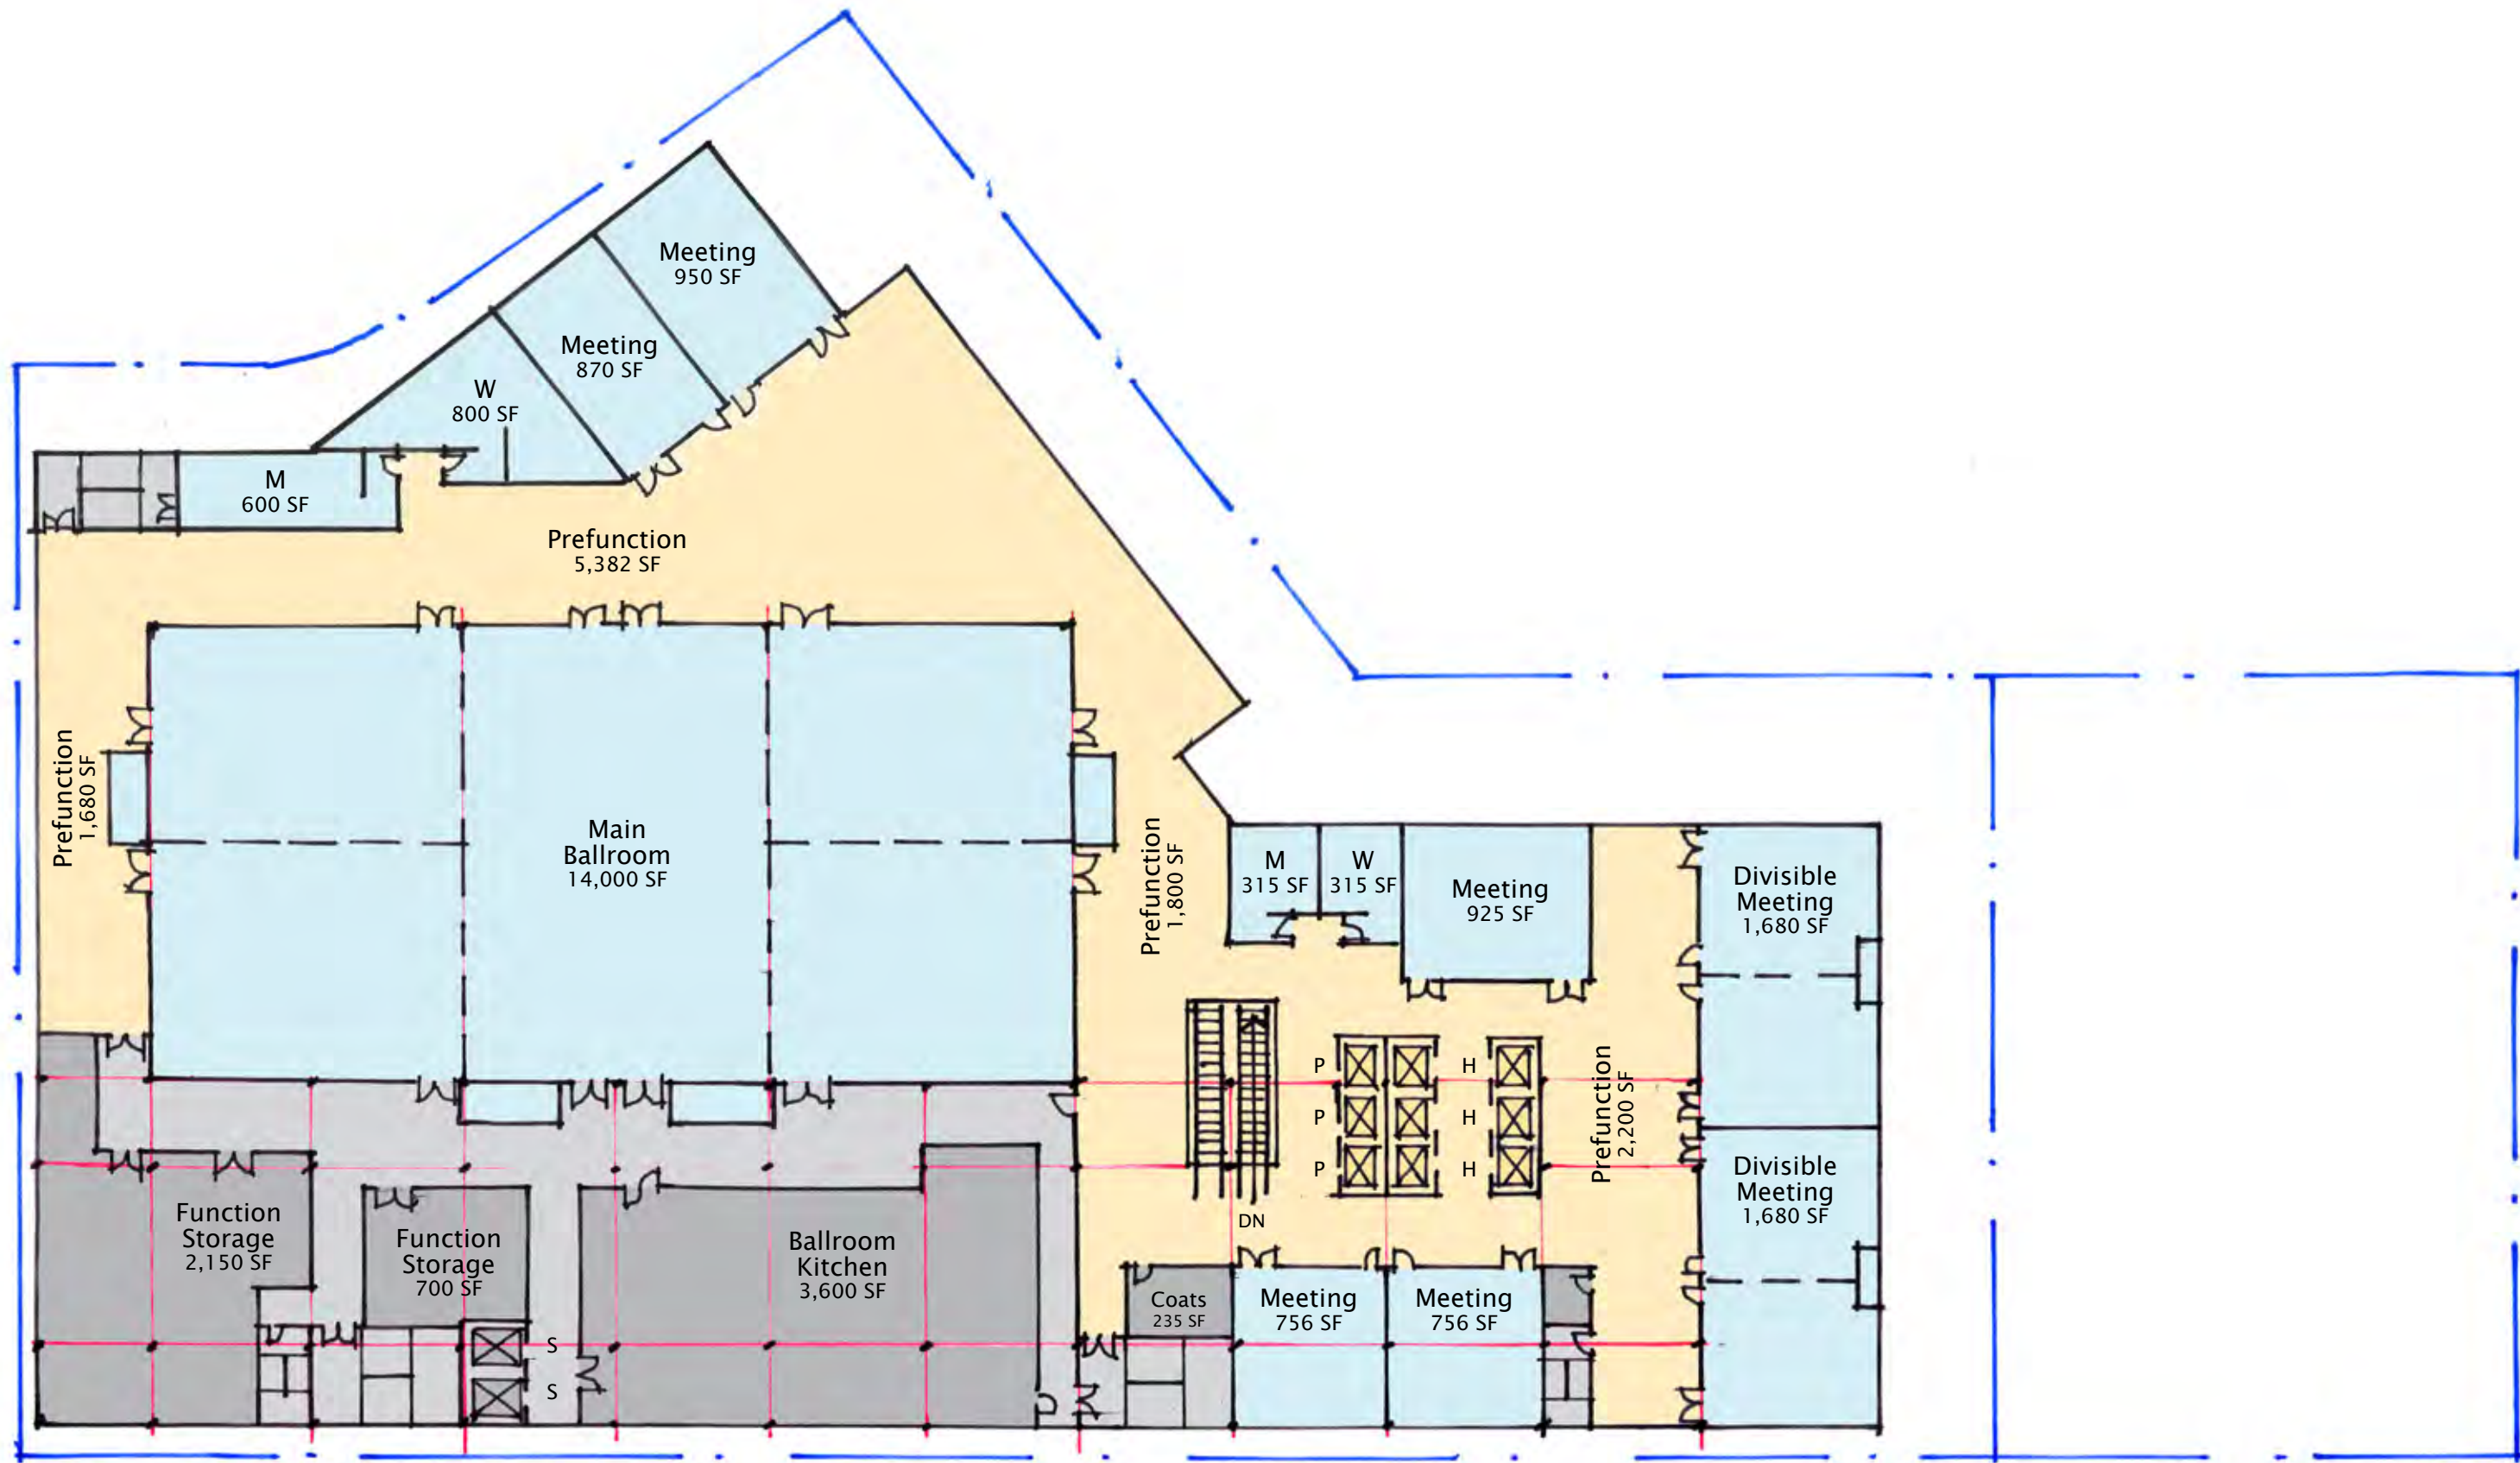 Meeting
950 SF
Meeting
870 SF
W
800 SF
M
600 SF
Prefunction
5,382 SF
Prefunction
1,680 SF
Main
Ballroom
14,000 SF
Prefunction
1,800 SF
M
315 SF
W
315 SF
Meeting
925 SF
Divisible
Meeting
1,680 SF
P
H
P
H
P
H
Prefunction
2,200 SF
Divisible
Meeting
1,680 SF
DN
Function
Storage
2,150 SF
Function
Storage
700 SF
Ballroom
Kitchen
3,600 SF
Coats
235 SF
Meeting
756 SF
Meeting
756 SF
S
S